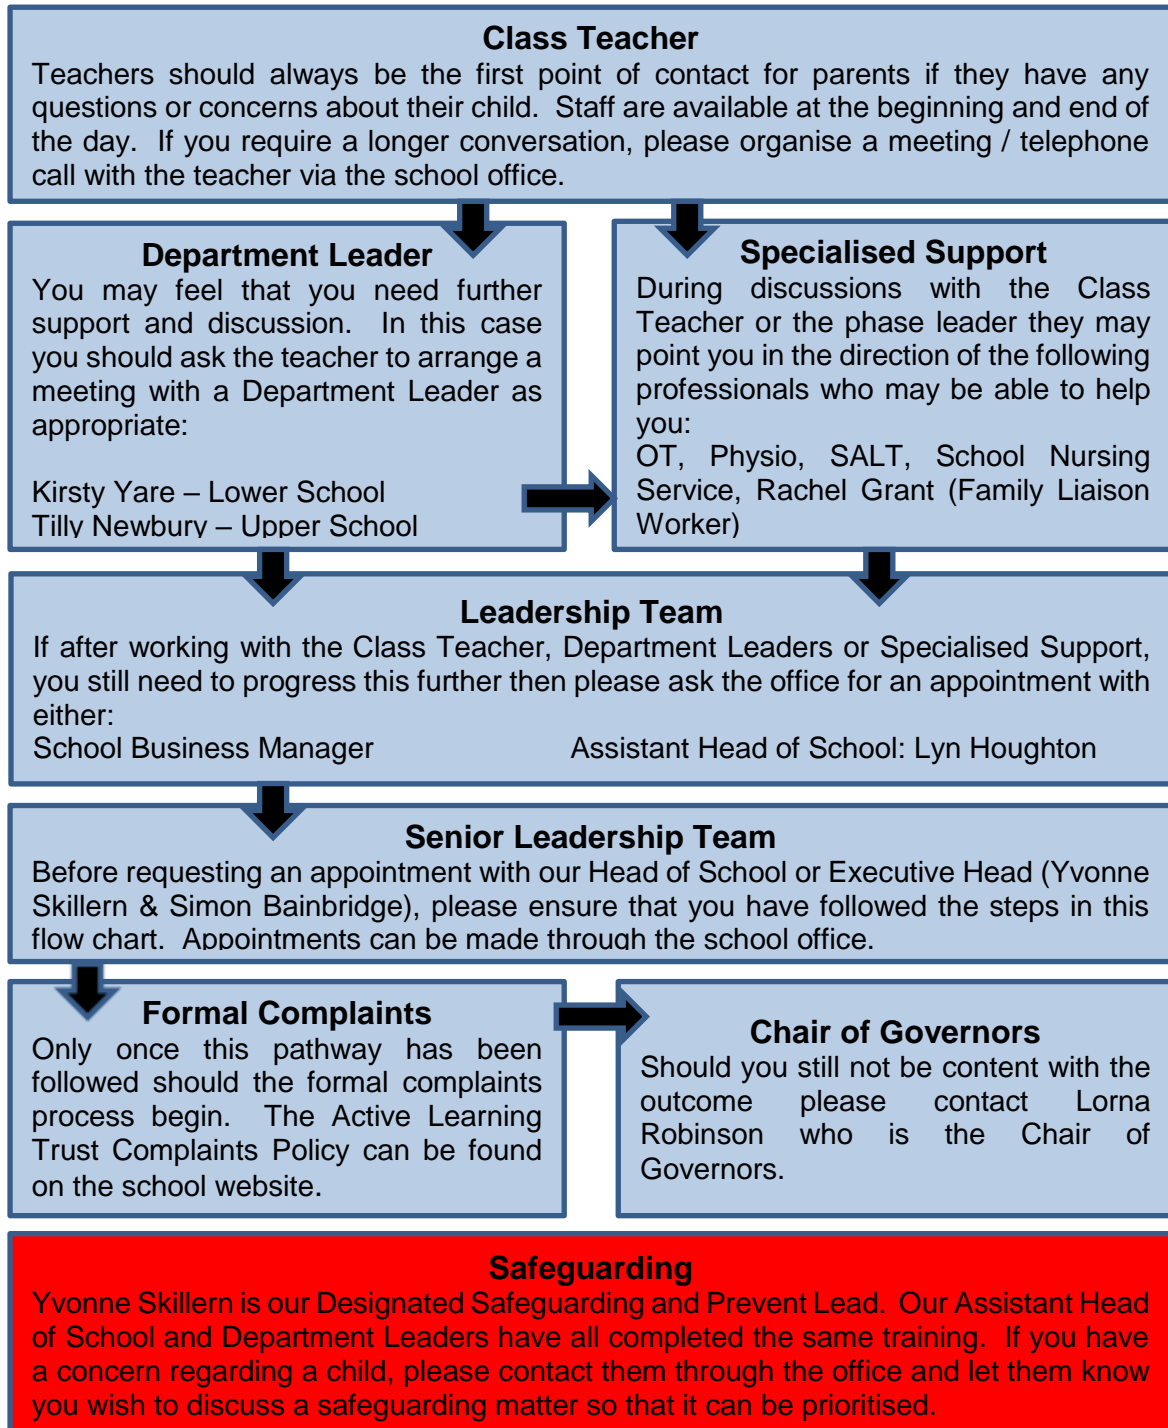 Class Teacher
Teachers should always be the first point of contact for parents if they have any
questions or concerns about their child. Staff are available at the beginning and end of
the day. If you require a longer conversation, please organise a meeting / telephone
call with the teacher via the school office.
Department Leader
You may feel that you need further
support and discussion. In this case
you should ask the teacher to arrange a
meeting with a Department Leader as
appropriate:
Kirsty Yare – Lower School
Tilly Newbury – Upper School
Specialised Support
During discussions with the Class
Teacher or the phase leader they may
point you in the direction of the following
professionals who may be able to help
you:
OT, Physio, SALT, School Nursing
Service, Rachel Grant (Family Liaison
Worker)
Leadership Team
If after working with the Class Teacher, Department Leaders or Specialised Support,
you still need to progress this further then please ask the office for an appointment with
either:
School Business Manager Assistant Head of School: Lyn Houghton
Senior Leadership Team
Before requesting an appointment with our Head of School or Executive Head (Yvonne
Skillern & Simon Bainbridge), please ensure that you have followed the steps in this
flow chart. Appointments can be made through the school office.
Formal Complaints
Only once this pathway has been
followed should the formal complaints
process begin. The Active Learning
Trust Complaints Policy can be found
on the school website.
Chair of Governors
Should you still not be content with the
outcome please contact Lorna
Robinson who is the Chair of
Governors.
Safeguarding
Yvonne Skillern is our Designated Safeguarding and Prevent Lead. Our Assistant Head
of School and Department Leaders have all completed the same training. If you have
a concern regarding a child, please contact them through the office and let them know
you wish to discuss a safeguarding matter so that it can be prioritised.